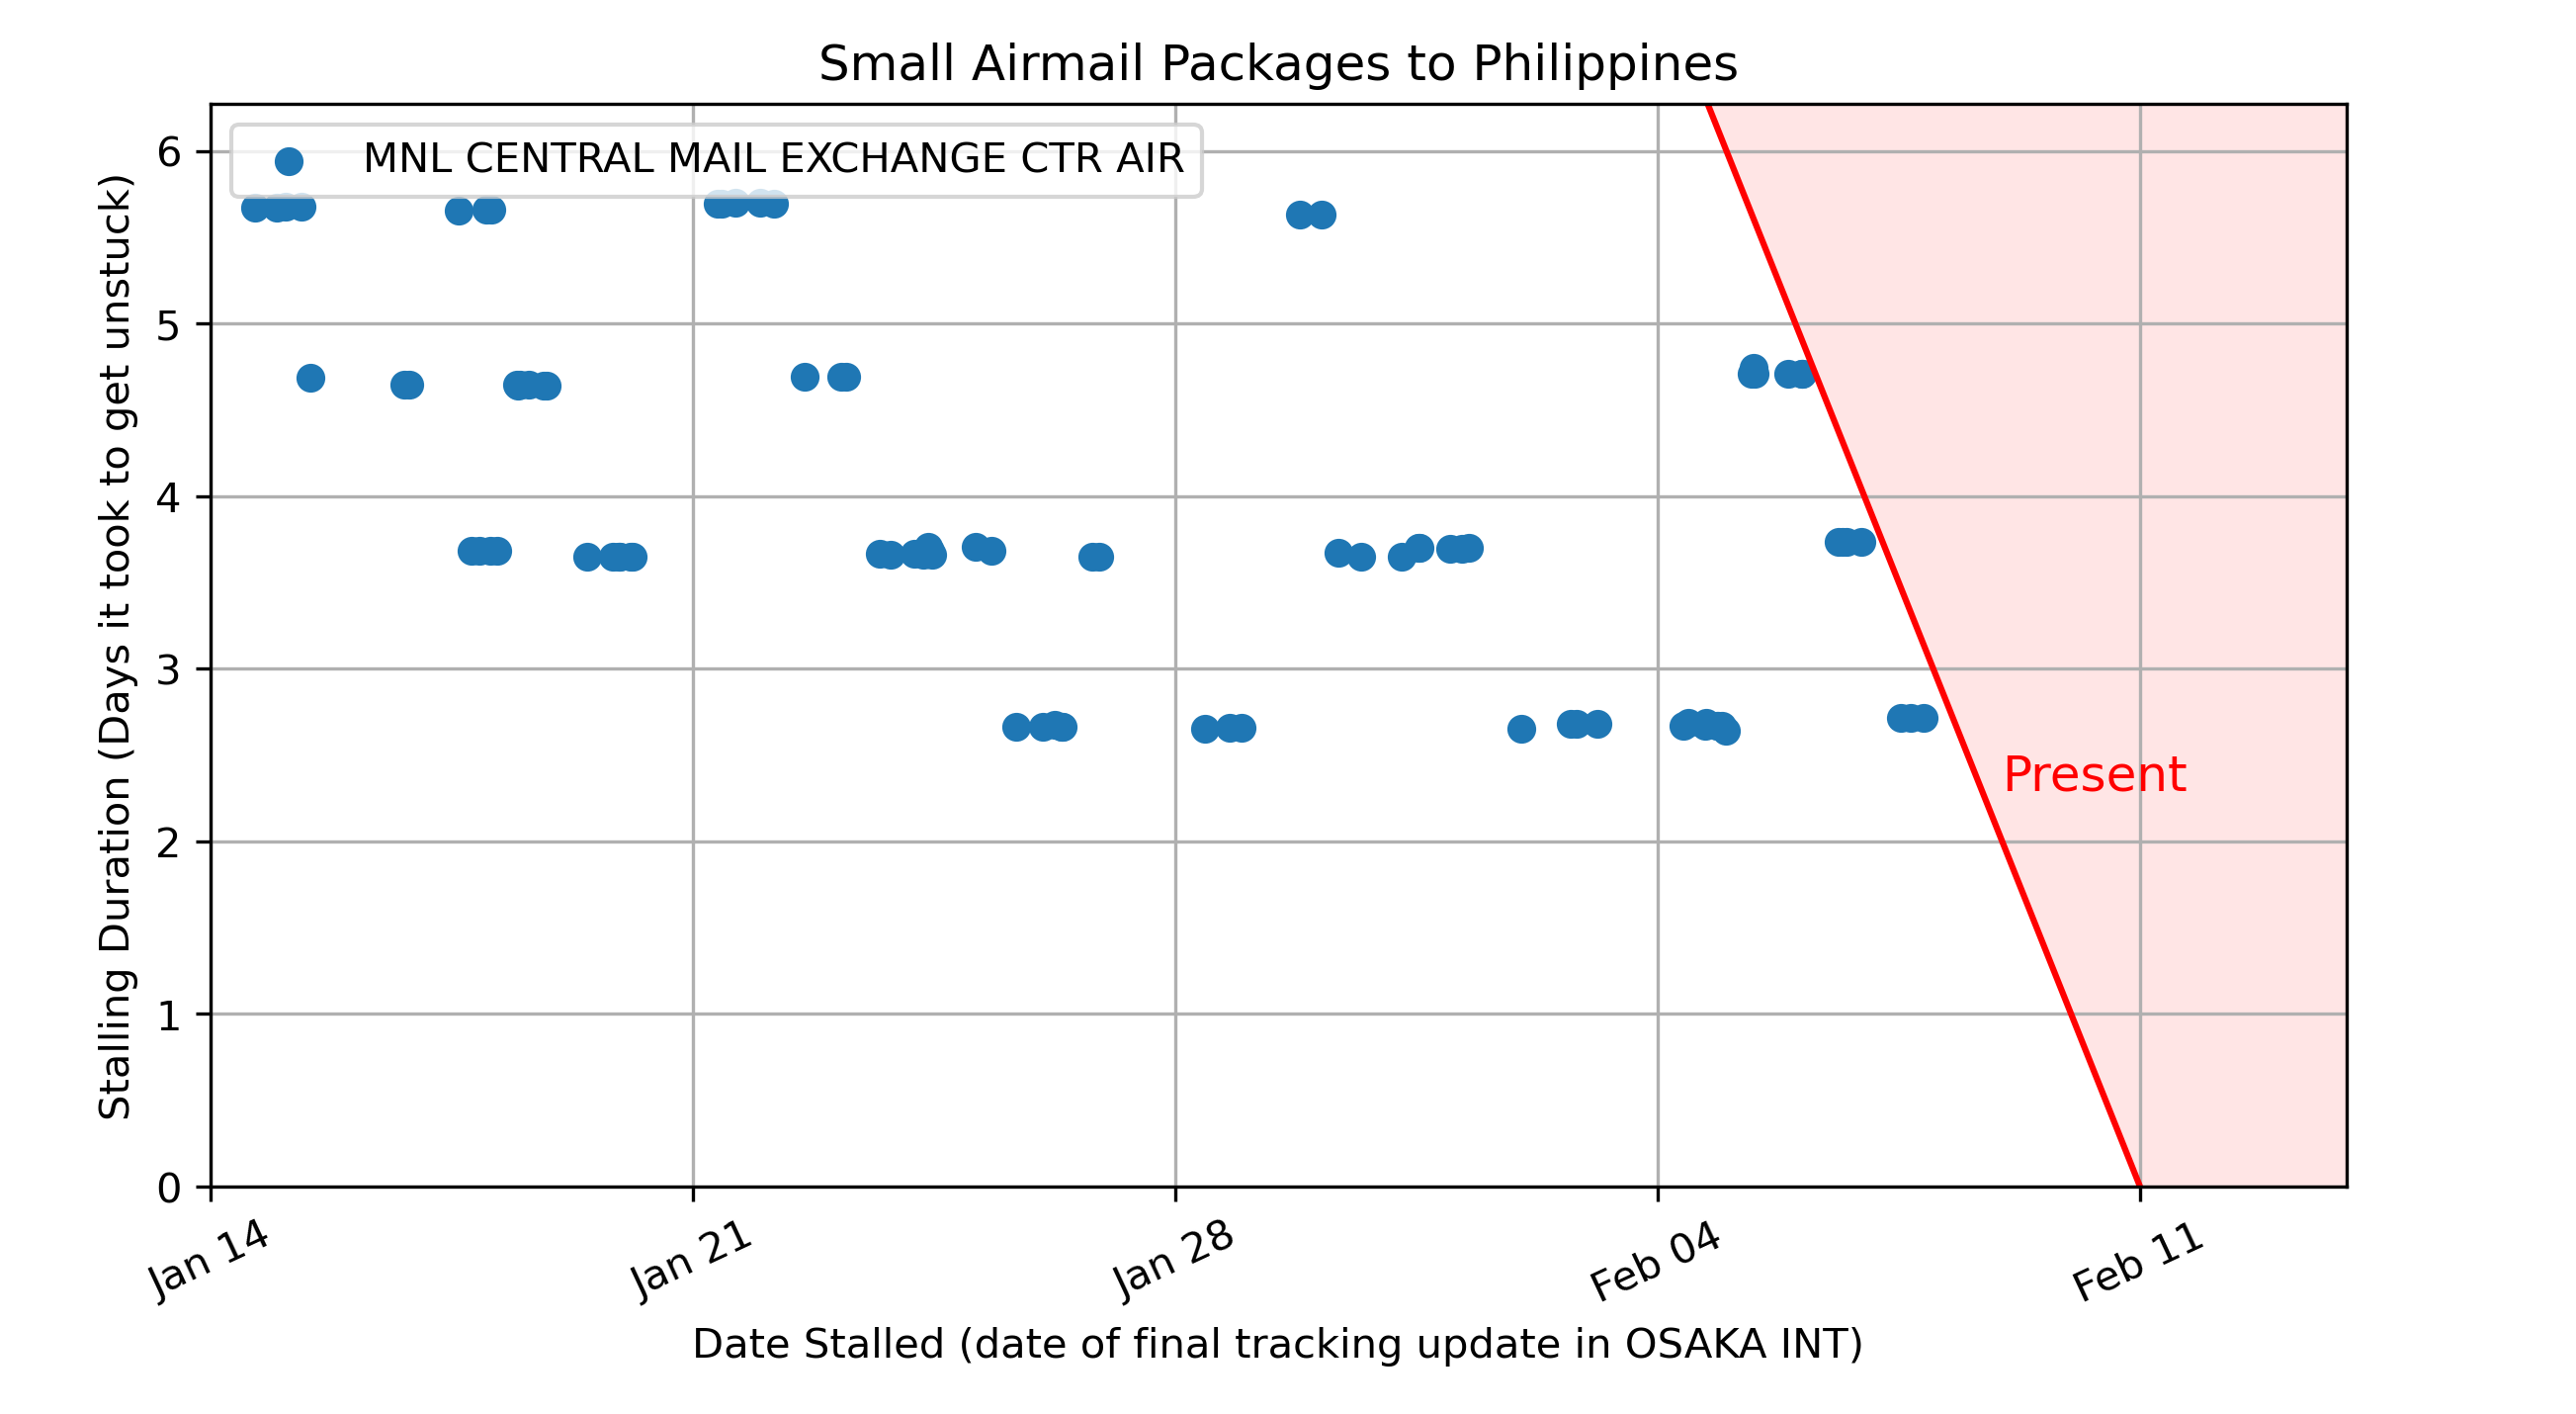 Small Airmail Packages to Philippines
MNL CENTRAL MAIL EXCHANGE CTR AIR
Stalling Duration (Days it took to get unstuck)
6
5
4
3
2
1
0
Present
Jan 14
Jan 21
Jan 28
Feb 04
Feb 11
Date Stalled (date of final tracking update in OSAKA INT)